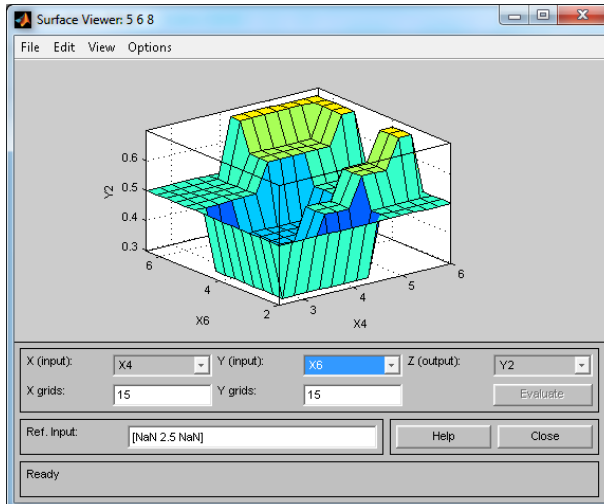 Surface Viewer: 5 6 8
File Edit View Options
0.6
0.5
0.4
0.3
Y2
6
4
2
X6
3
4
5
6
X4
X (input): X4 Y (input): X6 Z (output): Y2
X grids: 15 Y grids: 15 Evaluate
Ref. Input: [NaN 2.5 NaN] Help Close
Ready